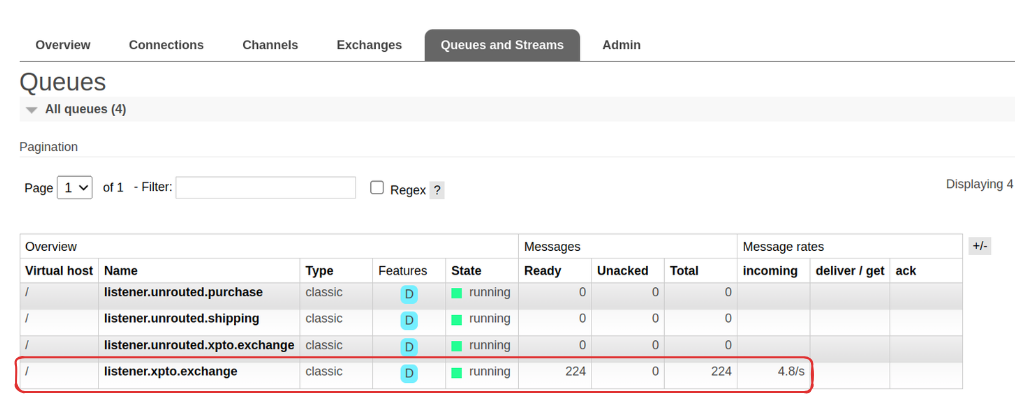 Overview Connections Channels Exchanges Queues and Streams Admin
Queues
All queues (4)
Pagination
Page 1 of 1 - Filter: Regex ? Displaying 4
Overview Messages Message rates +/-
Virtual host Name Type Features State Ready Unacked Total incoming deliver / get ack
/ listener.unrouted.purchase classic D running 0 0 0
/ listener.unrouted.shipping classic D running 0 0 0
/ listener.unrouted.xpto.exchange classic D running 0 0 0
/ listener.xpto.exchange classic D running 224 0 224 4.8/s